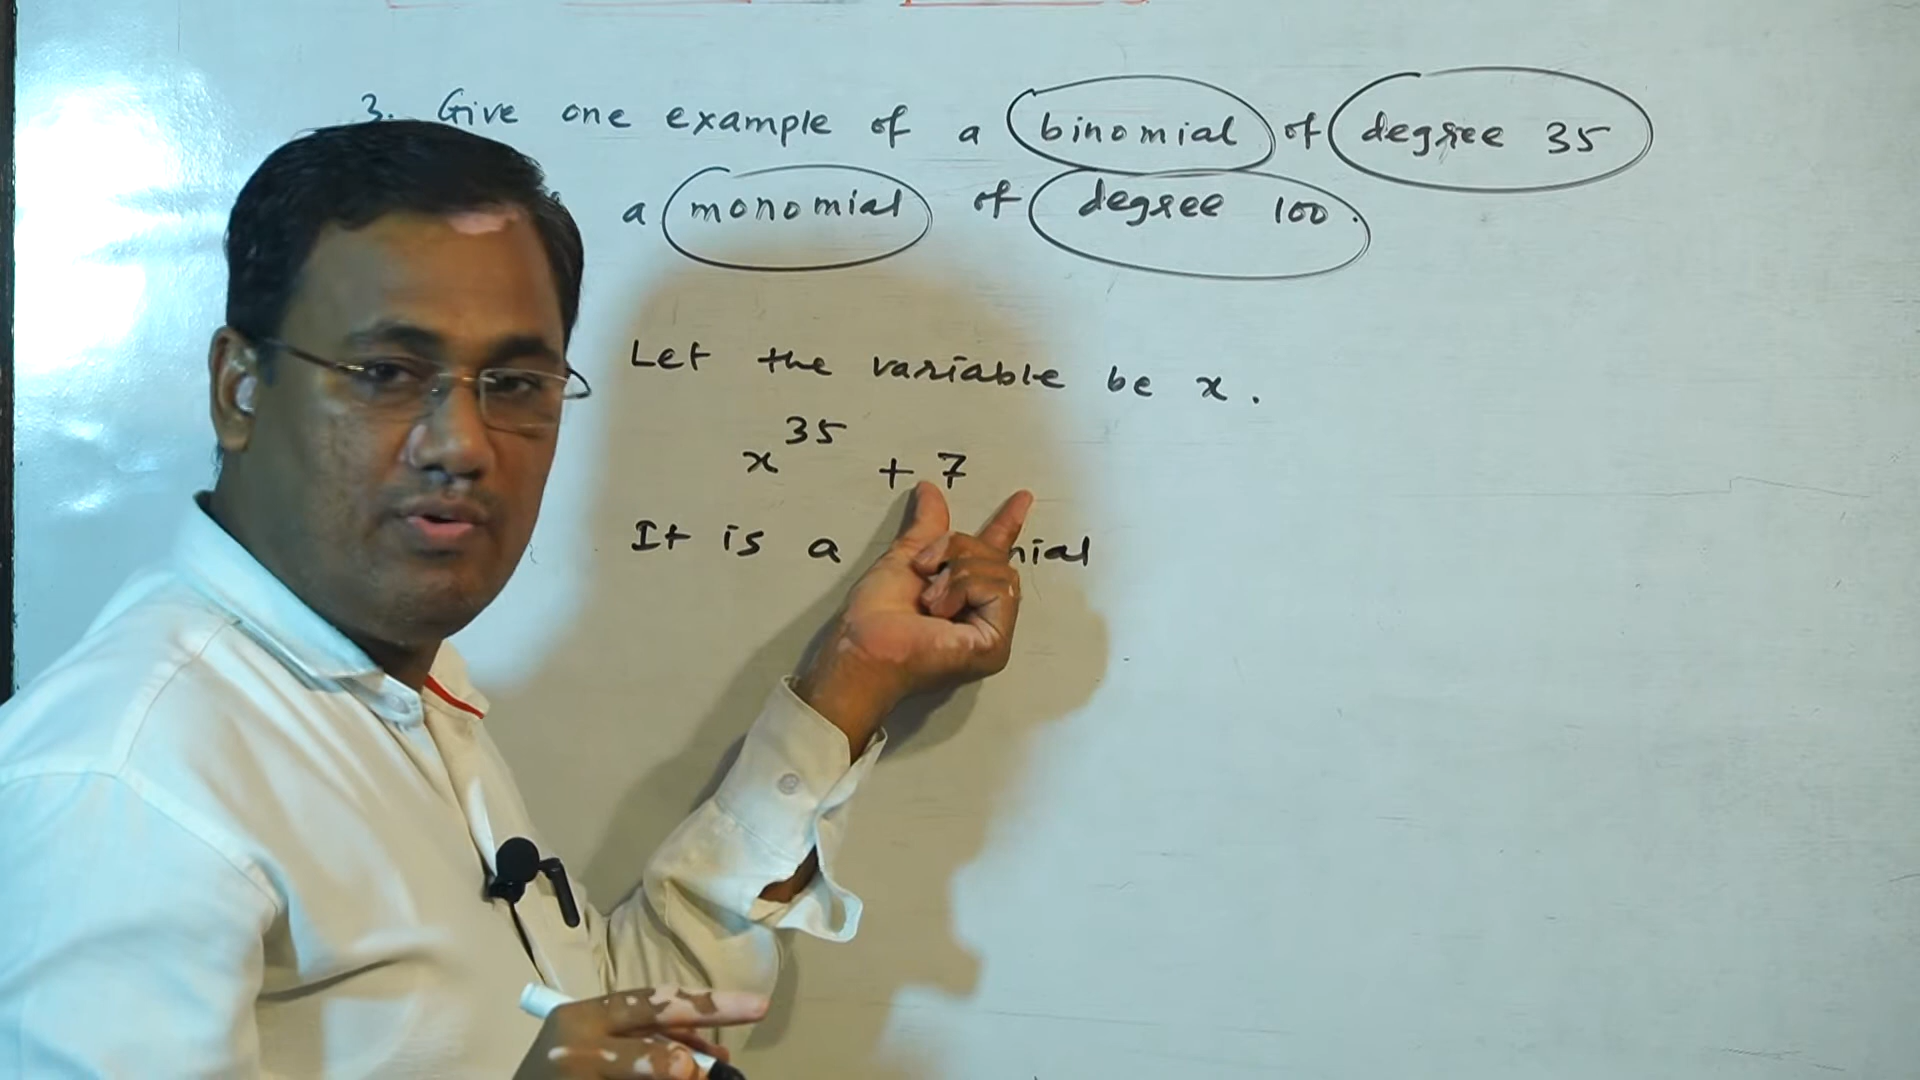 3. Give one example of a binomial of degree 35
a monomial of degree 100.
Let the variable be x.
x³⁵ + 7
It is a